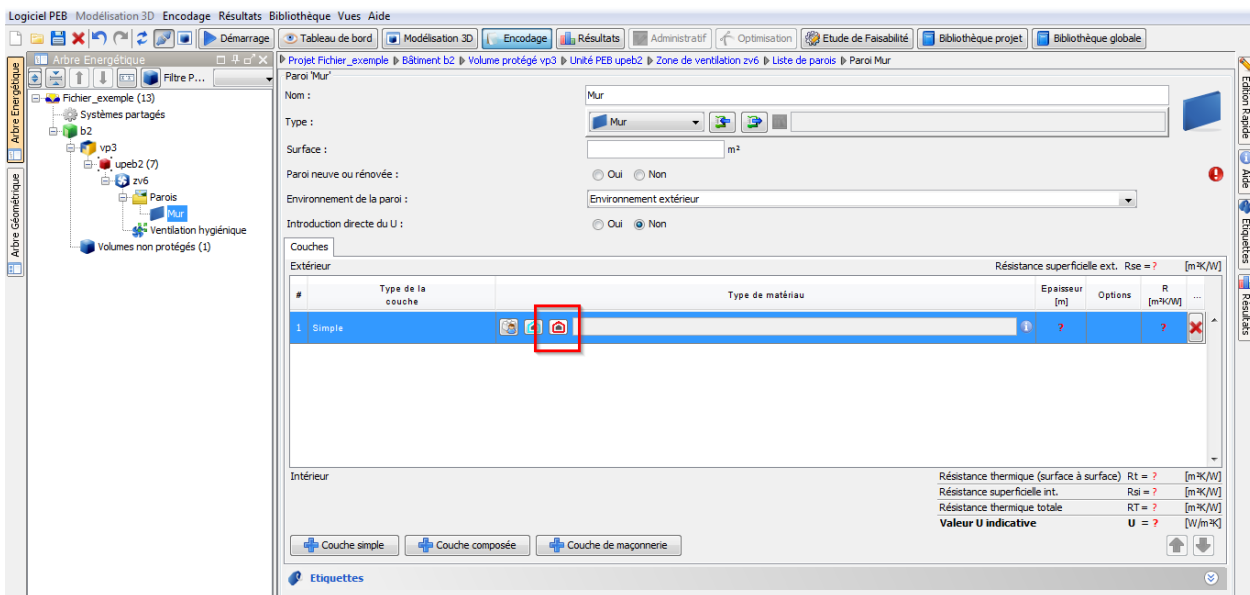 Logiciel PEB Modélisation 3D Encodage Résultats Bibliothèque Vues Aide
Démarrage Tableau de bord Modélisation 3D Encodage Résultats Administratif Optimisation Etude de Faisabilité Bibliothèque projet Bibliothèque globale
Arbre Energétique
Projet Fichier_exemple Bâtiment b2 Volume protégé vp3 Unité PEB upeb2 Zone de ventilation zv6 Liste de parois Paroi Mur
Filtre P...
Arbre Energétique
Arbre Géométrique
Fichier_exemple (13)
Systèmes partagés
b2
vp3
upeb2 (7)
zv6
Parois
Mur
Ventilation hygiénique
Volumes non protégés (1)
Paroi 'Mur'
Nom : Mur
Type : Mur
Surface : m²
Paroi neuve ou rénovée : Oui Non
Environnement de la paroi : Environnement extérieur
Introduction directe du U : Oui Non
Couches
Extérieur Résistance superficielle ext. Rse = ? [m²K/W]
# Type de la couche Type de matériau Epaisseur [m] Options R [m²K/W] ...
1 Simple ? ?
Intérieur Résistance thermique (surface à surface) Rt = ? [m²K/W]
Résistance superficielle int. Rsi = ? [m²K/W]
Résistance thermique totale RT = ? [m²K/W]
Valeur U indicative U = ? [W/m²K]
Couche simple Couche composée Couche de maçonnerie
Etiquettes
Edition Rapide
Aide
Etiquettes
Résultats